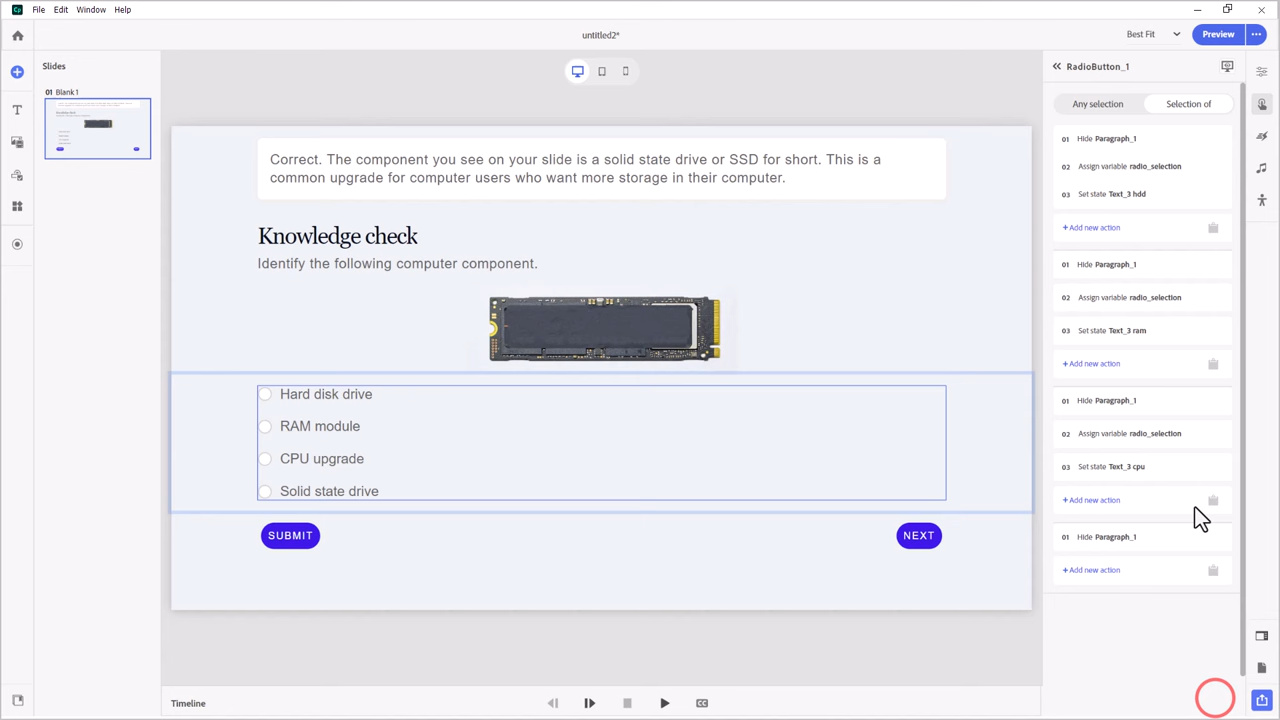 Cp File Edit Window Help
untitled2*
Best Fit
Preview
Slides
01 Blank 1
Correct. The component you see on your slide is a solid state drive or SSD for short. This is a
common upgrade for computer users who want more storage in their computer.
Knowledge check
Identify the following computer component.
Hard disk drive
RAM module
CPU upgrade
Solid state drive
SUBMIT
NEXT
Timeline
CC
RadioButton_1
Any selection Selection of
01 Hide Paragraph_1
02 Assign variable radio_selection
03 Set state Text_3 hdd
+ Add new action
01 Hide Paragraph_1
02 Assign variable radio_selection
03 Set state Text_3 ram
+ Add new action
01 Hide Paragraph_1
02 Assign variable radio_selection
03 Set state Text_3 cpu
+ Add new action
01 Hide Paragraph_1
+ Add new action